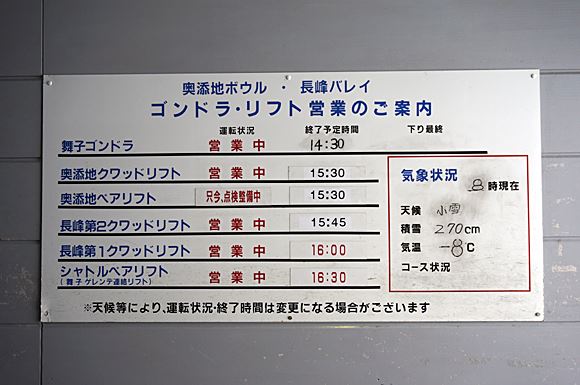 奥添地ボウル ・ 長峰バレイ
ゴンドラ・リフト営業のご案内
運転状況 終了予定時間 下り最終
舞子ゴンドラ 営業中 14:30
奥添地クワッドリフト 営業中 15:30
奥添地ペアリフト 只今、点検整備中 15:30
長峰第2クワッドリフト 営業中 15:45
長峰第1クワッドリフト 営業中 16:00
シャトルペアリフト 営業中 16:30
(舞子ゲレンデ連絡リフト)
気象状況
8時現在
天候 小雪
積雪 270cm
気温 -8℃
コース状況
※天候等により、運転状況・終了時間は変更になる場合がございます